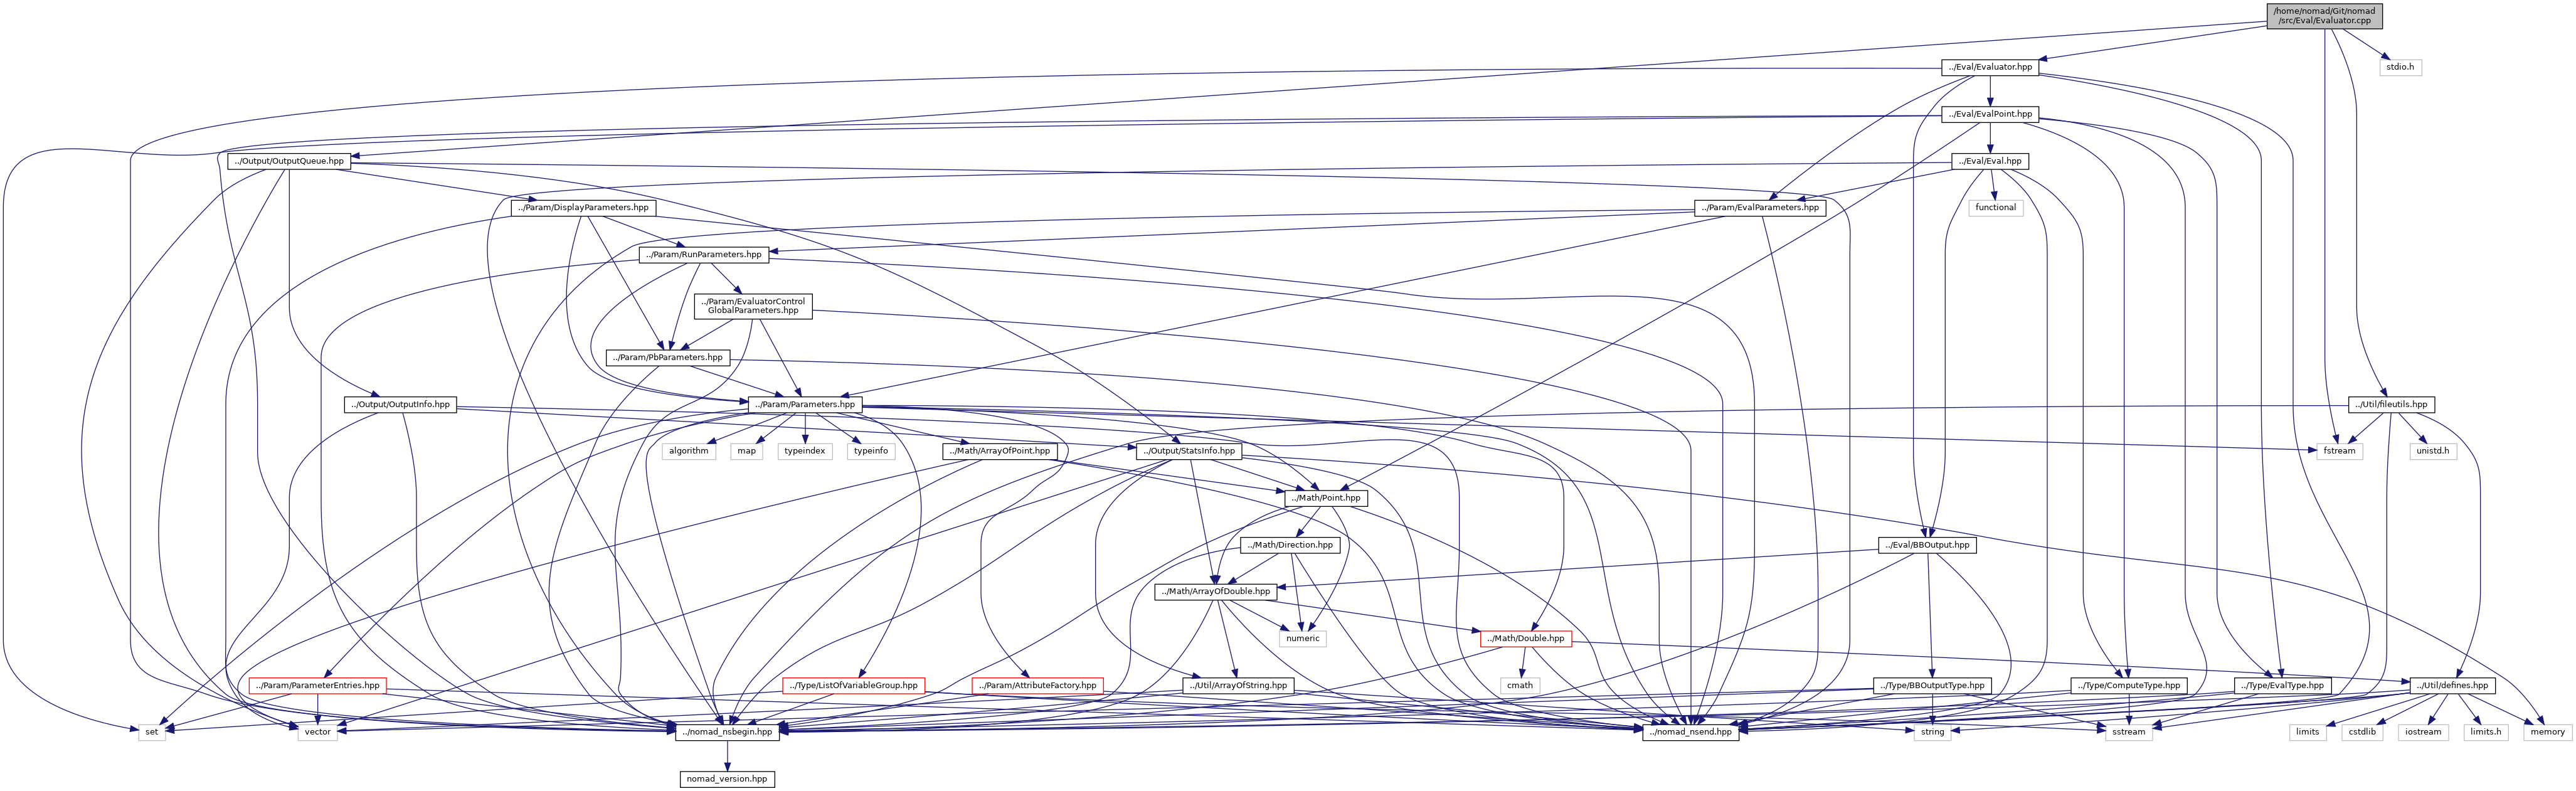 /home/nomad/Git/nomad
/src/Eval/Evaluator.cpp
../Eval/Evaluator.hpp
stdio.h
../Eval/EvalPoint.hpp
../Output/OutputQueue.hpp
../Eval/Eval.hpp
../Param/DisplayParameters.hpp
../Param/EvalParameters.hpp
functional
../Param/RunParameters.hpp
../Param/EvaluatorControl
GlobalParameters.hpp
../Param/PbParameters.hpp
../Output/OutputInfo.hpp
../Param/Parameters.hpp
../Util/fileutils.hpp
algorithm
map
typeindex
typeinfo
../Math/ArrayOfPoint.hpp
../Output/StatsInfo.hpp
fstream
unistd.h
../Math/Point.hpp
../Math/Direction.hpp
../Eval/BBOutput.hpp
../Math/ArrayOfDouble.hpp
numeric
../Math/Double.hpp
../Param/ParameterEntries.hpp
../Type/ListOfVariableGroup.hpp
../Param/AttributeFactory.hpp
../Util/ArrayOfString.hpp
cmath
../Type/BBOutputType.hpp
../Type/ComputeType.hpp
../Type/EvalType.hpp
../Util/defines.hpp
set
vector
../nomad_nsbegin.hpp
../nomad_nsend.hpp
string
sstream
limits
cstdlib
iostream
limits.h
memory
nomad_version.hpp